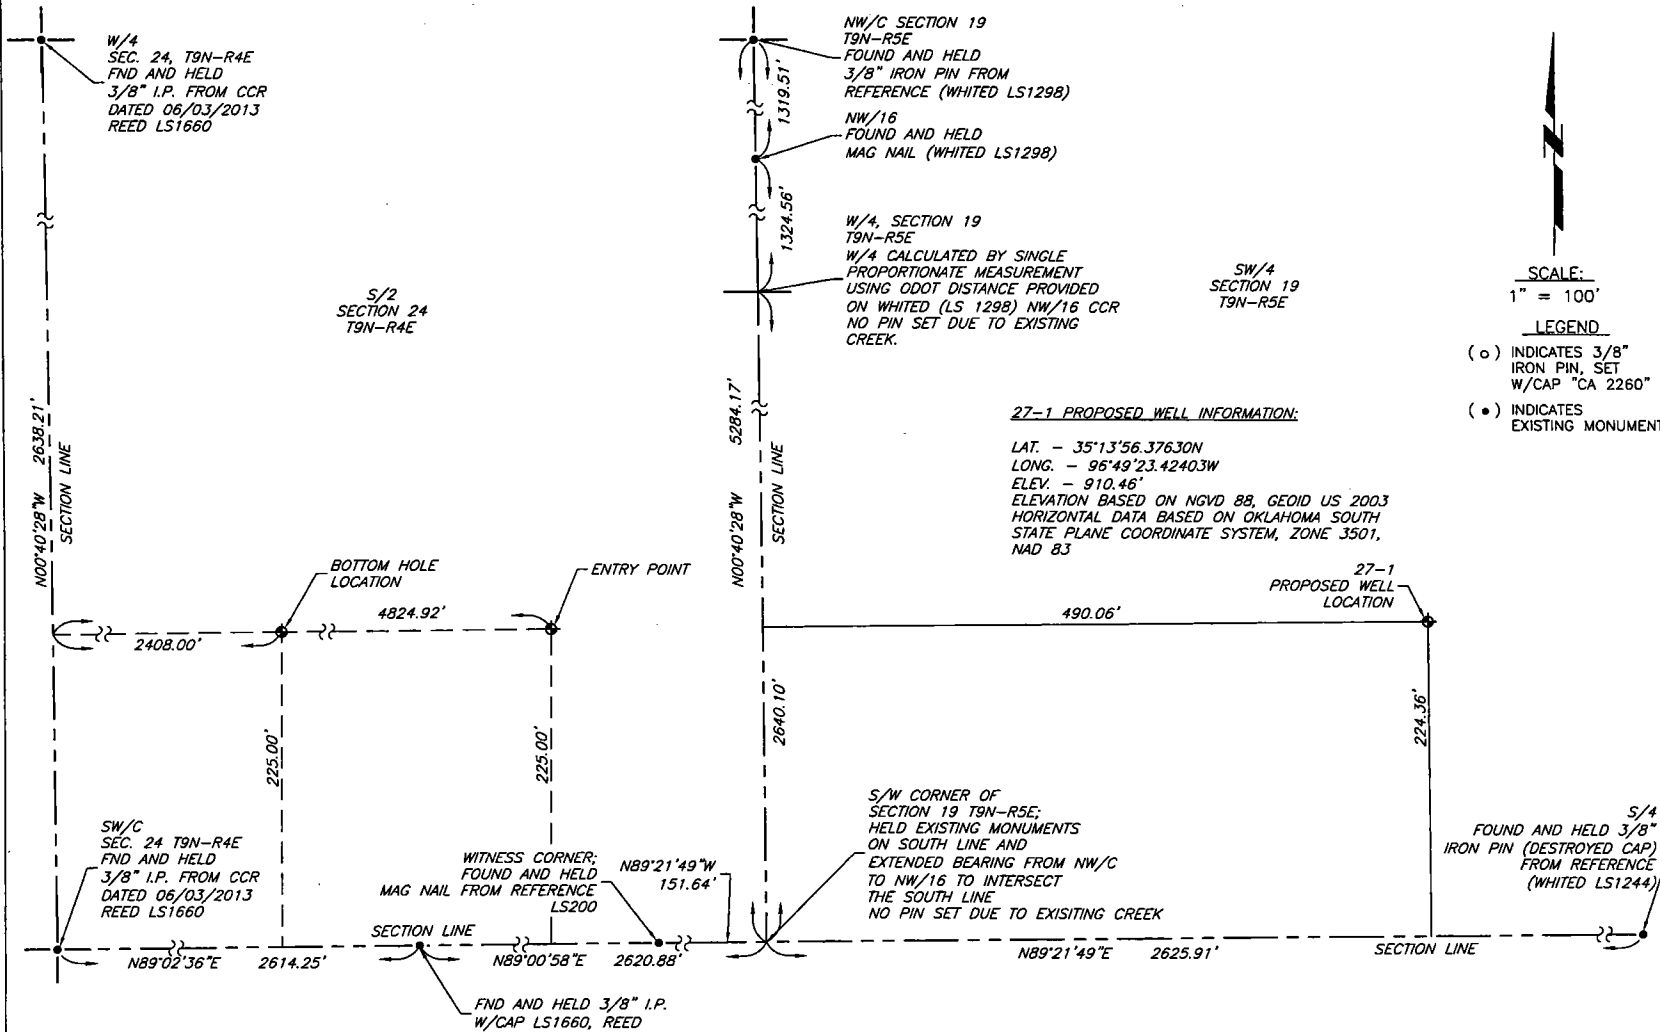 W/4
SEC. 24, T9N-R4E
FND AND HELD
3/8" I.P. FROM CCR
DATED 06/03/2013
REED LS1660
NW/C SECTION 19
T9N-R5E
FOUND AND HELD
3/8" IRON PIN FROM
REFERENCE (WHITED LS1298)
1319.51'
NW/16
FOUND AND HELD
MAG NAIL (WHITED LS1298)
1324.56'
W/4, SECTION 19
T9N-R5E
W/4 CALCULATED BY SINGLE
PROPORTIONATE MEASUREMENT
USING ODOT DISTANCE PROVIDED
ON WHITED (LS 1298) NW/16 CCR
NO PIN SET DUE TO EXISTING
CREEK.
S/2
SECTION 24
T9N-R4E
SW/4
SECTION 19
T9N-R5E
N
SCALE:
1" = 100'
LEGEND
( o ) INDICATES 3/8"
IRON PIN, SET
W/CAP "CA 2260"
( ● ) INDICATES
EXISTING MONUMENT
27-1 PROPOSED WELL INFORMATION:
LAT. - 35°13'56.37630N
LONG. - 96°49'23.42403W
ELEV. - 910.46'
ELEVATION BASED ON NGVD 88, GEOID US 2003
HORIZONTAL DATA BASED ON OKLAHOMA SOUTH
STATE PLANE COORDINATE SYSTEM, ZONE 3501,
NAD 83
N00°40'28"W 2638.21'
SECTION LINE
N00°40'28"W 5284.17'
SECTION LINE
BOTTOM HOLE
LOCATION
ENTRY POINT
27-1
PROPOSED WELL
LOCATION
4824.92'
2408.00'
490.06'
225.00'
225.00'
2640.10'
224.36'
SW/C
SEC. 24 T9N-R4E
FND AND HELD
3/8" I.P. FROM CCR
DATED 06/03/2013
REED LS1660
WITNESS CORNER;
FOUND AND HELD
MAG NAIL FROM REFERENCE
LS200
N89°21'49"W
151.64'
S/W CORNER OF
SECTION 19 T9N-R5E;
HELD EXISTING MONUMENTS
ON SOUTH LINE AND
EXTENDED BEARING FROM NW/C
TO NW/16 TO INTERSECT
THE SOUTH LINE
NO PIN SET DUE TO EXISITING CREEK
S/4
FOUND AND HELD 3/8"
IRON PIN (DESTROYED CAP)
FROM REFERENCE
(WHITED LS1244)
SECTION LINE
N89°02'36"E 2614.25'
N89°00'58"E 2620.88'
N89°21'49"E 2625.91'
SECTION LINE
FND AND HELD 3/8" I.P.
W/CAP LS1660, REED